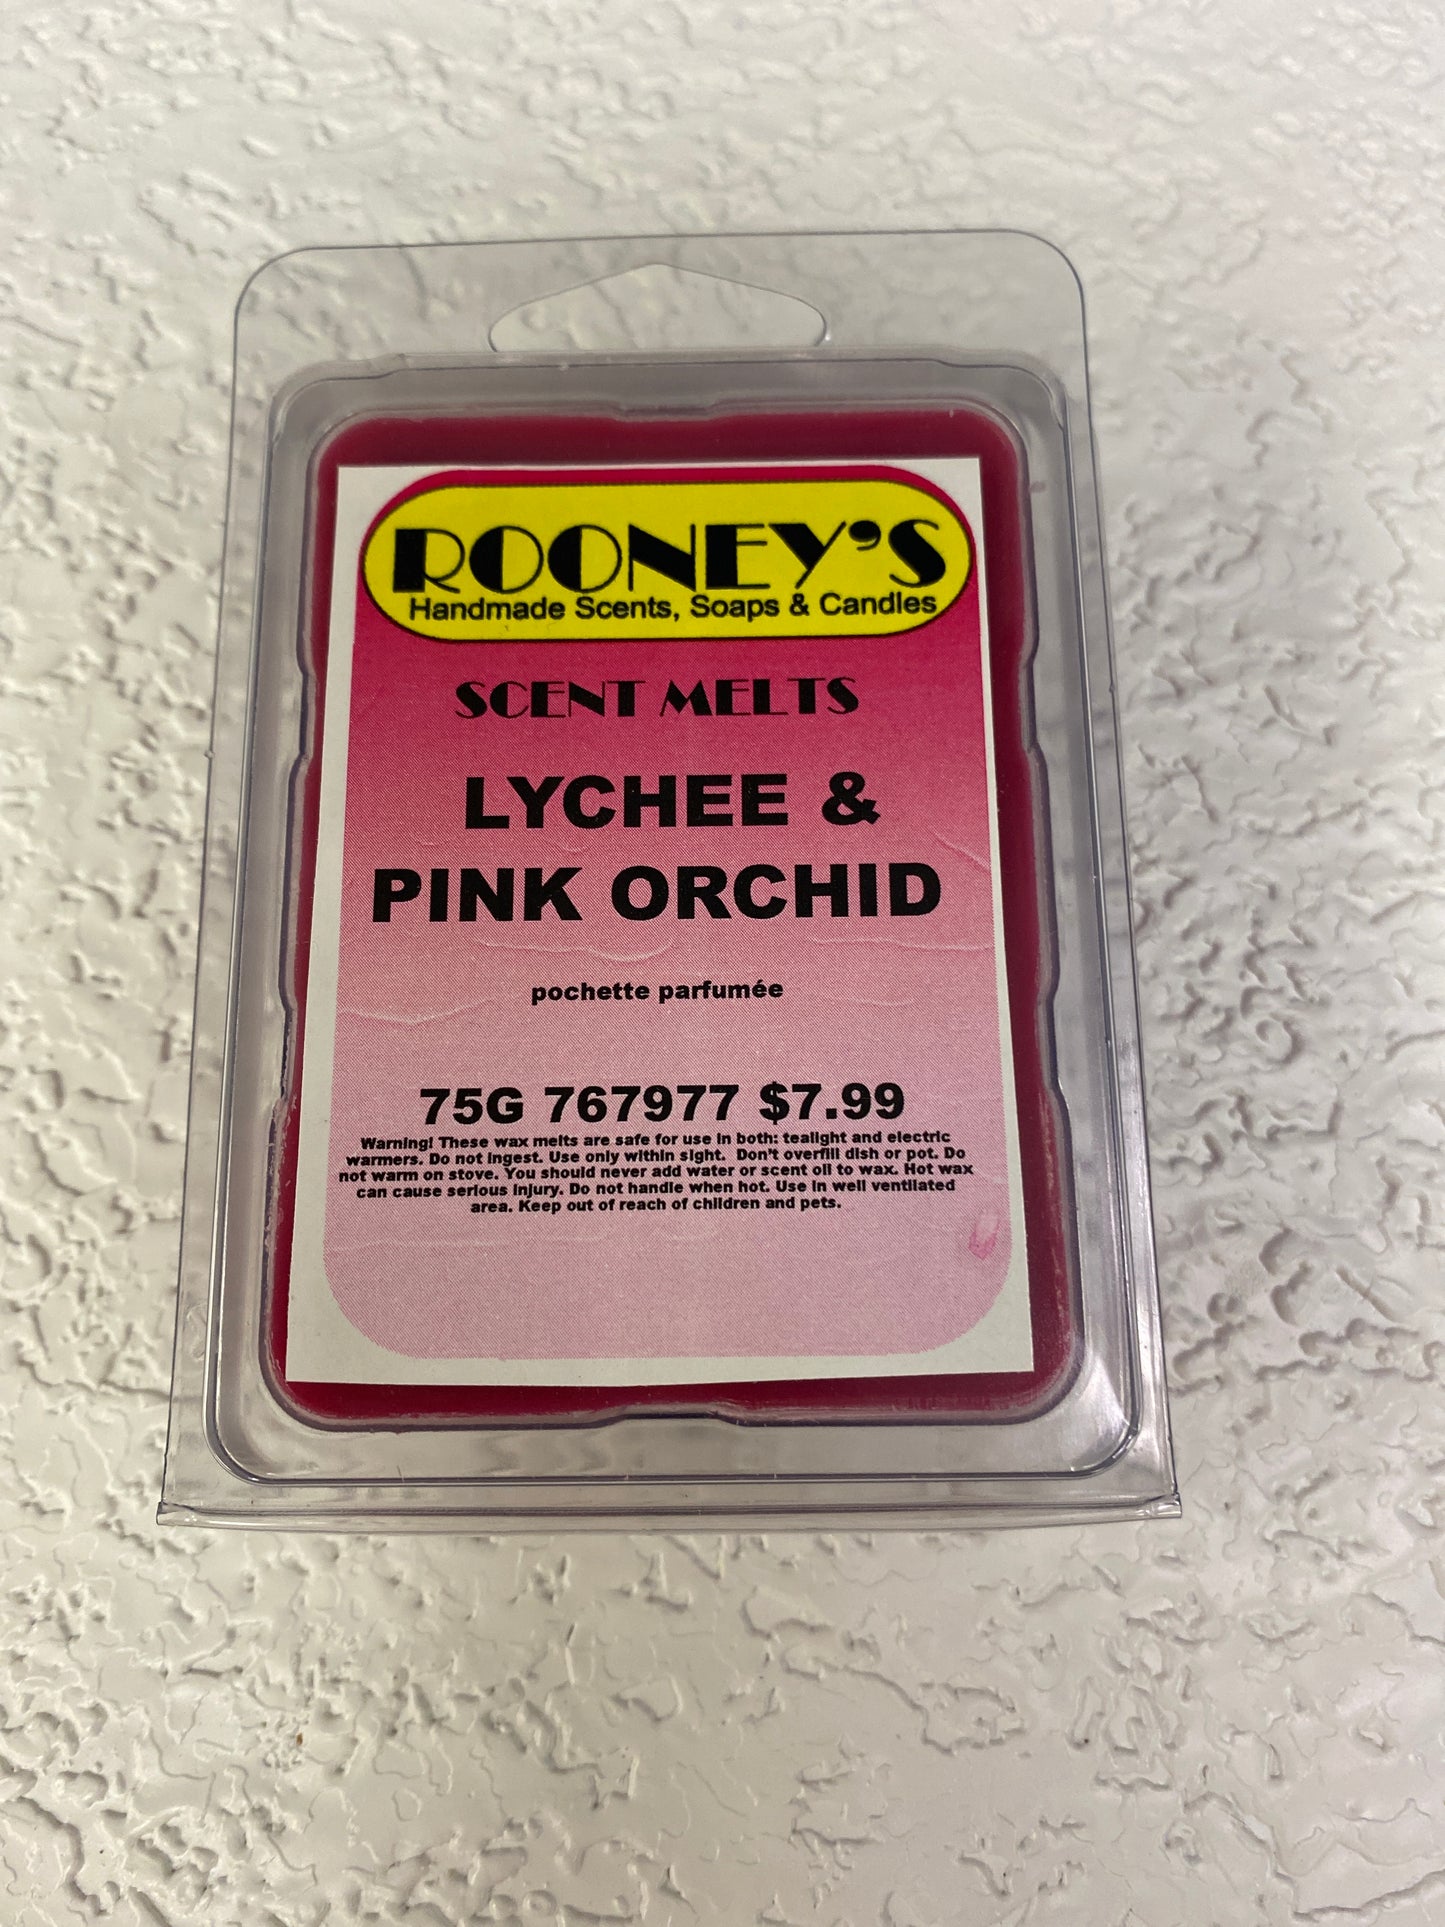 ROONEY'S
Handmade Scents, Soaps & Candles
SCENT MELTS
LYCHEE &
PINK ORCHID
pochette parfumée
75G 767977 $7.99
Warning! These wax melts are safe for use in both: tealight and electric
warmers. Do not ingest. Use only within sight. Don't overfill dish or pot. Do
not warm on stove. You should never add water or scent oil to wax. Hot wax
can cause serious injury. Do not handle when hot. Use in well ventilated
area. Keep out of reach of children and pets.